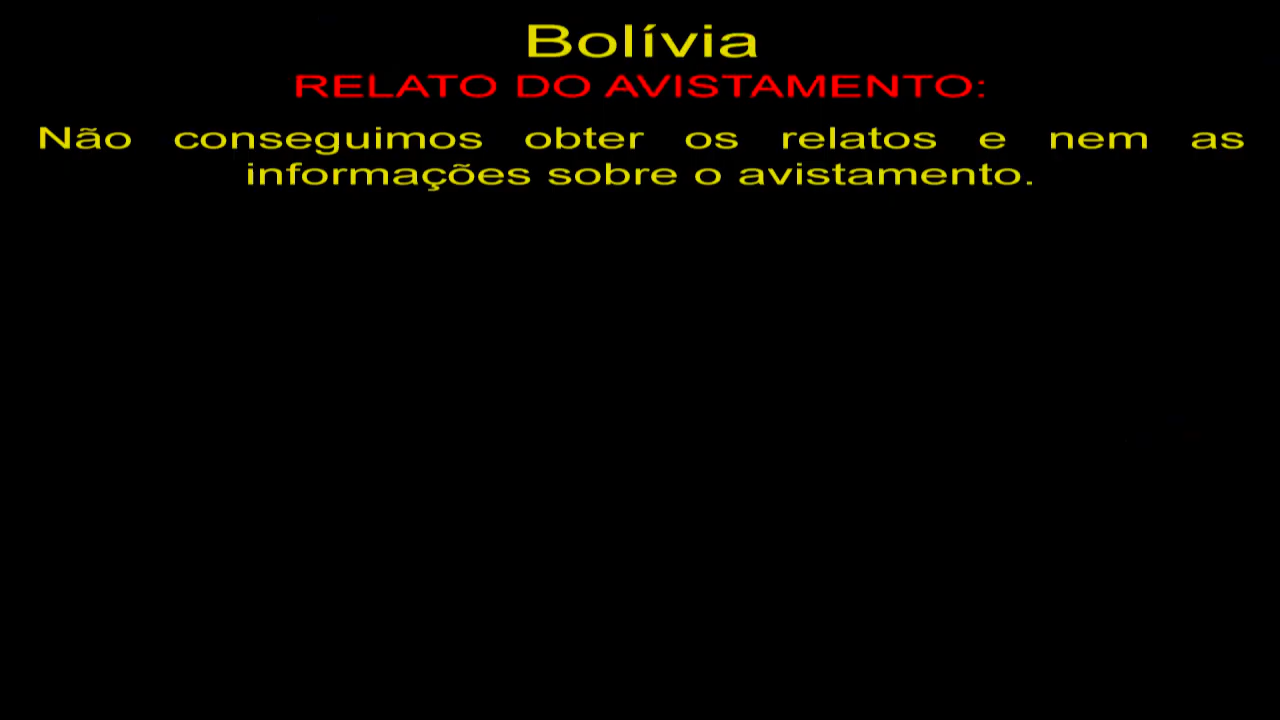 Bolívia
RELATO DO AVISTAMENTO:
Não conseguimos obter os relatos e nem as
informações sobre o avistamento.